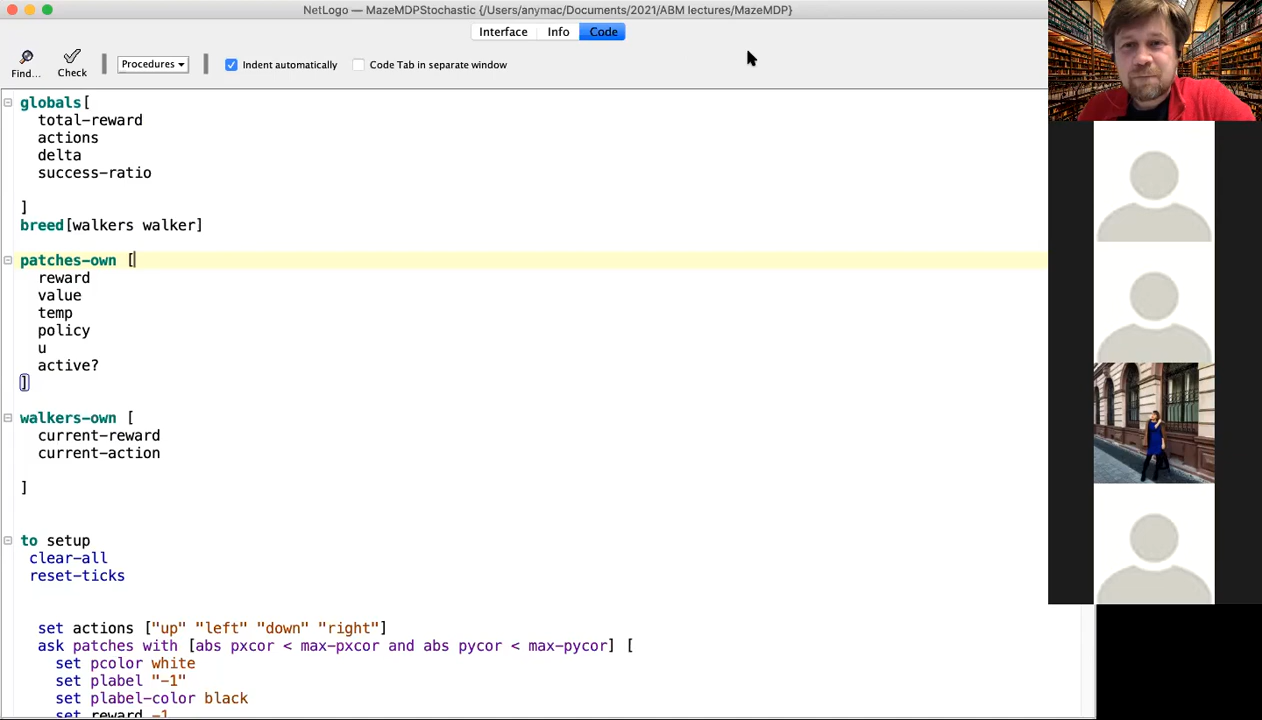 NetLogo — MazeMDPStochastic {/Users/anymac/Documents/2021/ABM lectures/MazeMDP}
Interface Info Code
Find... Check Procedures Indent automatically Code Tab in separate window
globals[
total-reward
actions
delta
success-ratio
]
breed[walkers walker]
patches-own [
reward
value
temp
policy
u
active?
]
walkers-own [
current-reward
current-action
]
to setup
clear-all
reset-ticks
set actions ["up" "left" "down" "right"]
ask patches with [abs pxcor < max-pxcor and abs pycor < max-pycor] [
set pcolor white
set plabel "-1"
set plabel-color black
set reward -1